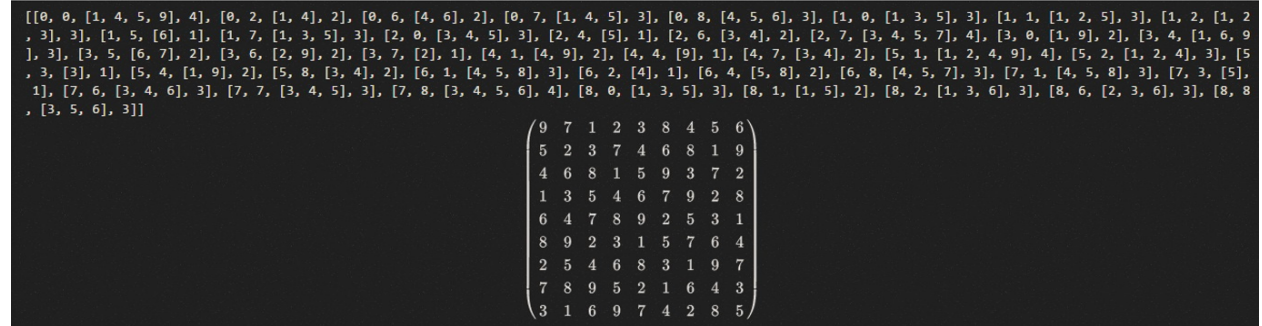 [[0, 0, [1, 4, 5, 9], 4], [0, 2, [1, 4], 2], [0, 6, [4, 6], 2], [0, 7, [1, 4, 5], 3], [0, 8, [4, 5, 6], 3], [1, 0, [1, 3, 5], 3], [1, 1, [1, 2, 5], 3], [1, 2, [1, 2
, 3], 3], [1, 5, [6], 1], [1, 7, [1, 3, 5], 3], [2, 0, [3, 4, 5], 3], [2, 4, [5], 1], [2, 6, [3, 4], 2], [2, 7, [3, 4, 5, 7], 4], [3, 0, [1, 9], 2], [3, 4, [1, 6, 9
], 3], [3, 5, [6, 7], 2], [3, 6, [2, 9], 2], [3, 7, [2], 1], [4, 1, [4, 9], 2], [4, 4, [9], 1], [4, 7, [3, 4], 2], [5, 1, [1, 2, 4, 9], 4], [5, 2, [1, 2, 4], 3], [5
, 3, [3], 1], [5, 4, [1, 9], 2], [5, 8, [3, 4], 2], [6, 1, [4, 5, 8], 3], [6, 2, [4], 1], [6, 4, [5, 8], 2], [6, 8, [4, 5, 7], 3], [7, 1, [4, 5, 8], 3], [7, 3, [5],
 1], [7, 6, [3, 4, 6], 3], [7, 7, [3, 4, 5], 3], [7, 8, [3, 4, 5, 6], 4], [8, 0, [1, 3, 5], 3], [8, 1, [1, 5], 2], [8, 2, [1, 3, 6], 3], [8, 6, [2, 3, 6], 3], [8, 8
, [3, 5, 6], 3]]
9 7 1 2 3 8 4 5 6
5 2 3 7 4 6 8 1 9
4 6 8 1 5 9 3 7 2
1 3 5 4 6 7 9 2 8
6 4 7 8 9 2 5 3 1
8 9 2 3 1 5 7 6 4
2 5 4 6 8 3 1 9 7
7 8 9 5 2 1 6 4 3
3 1 6 9 7 4 2 8 5